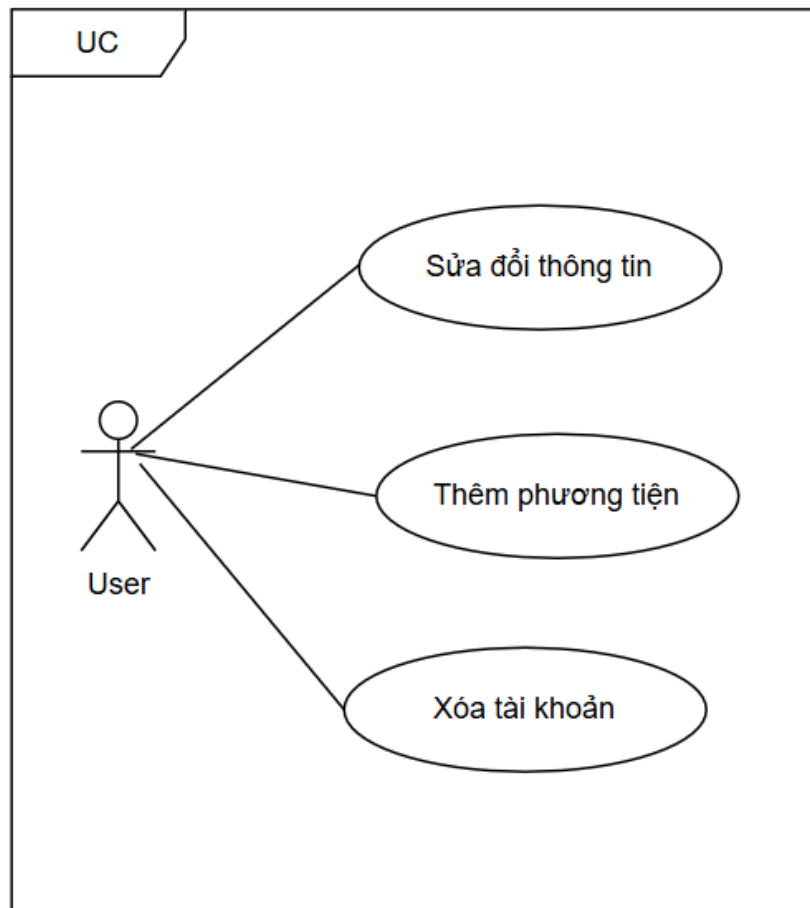 UC
Sửa đổi thông tin
Thêm phương tiện
User
Xóa tài khoản